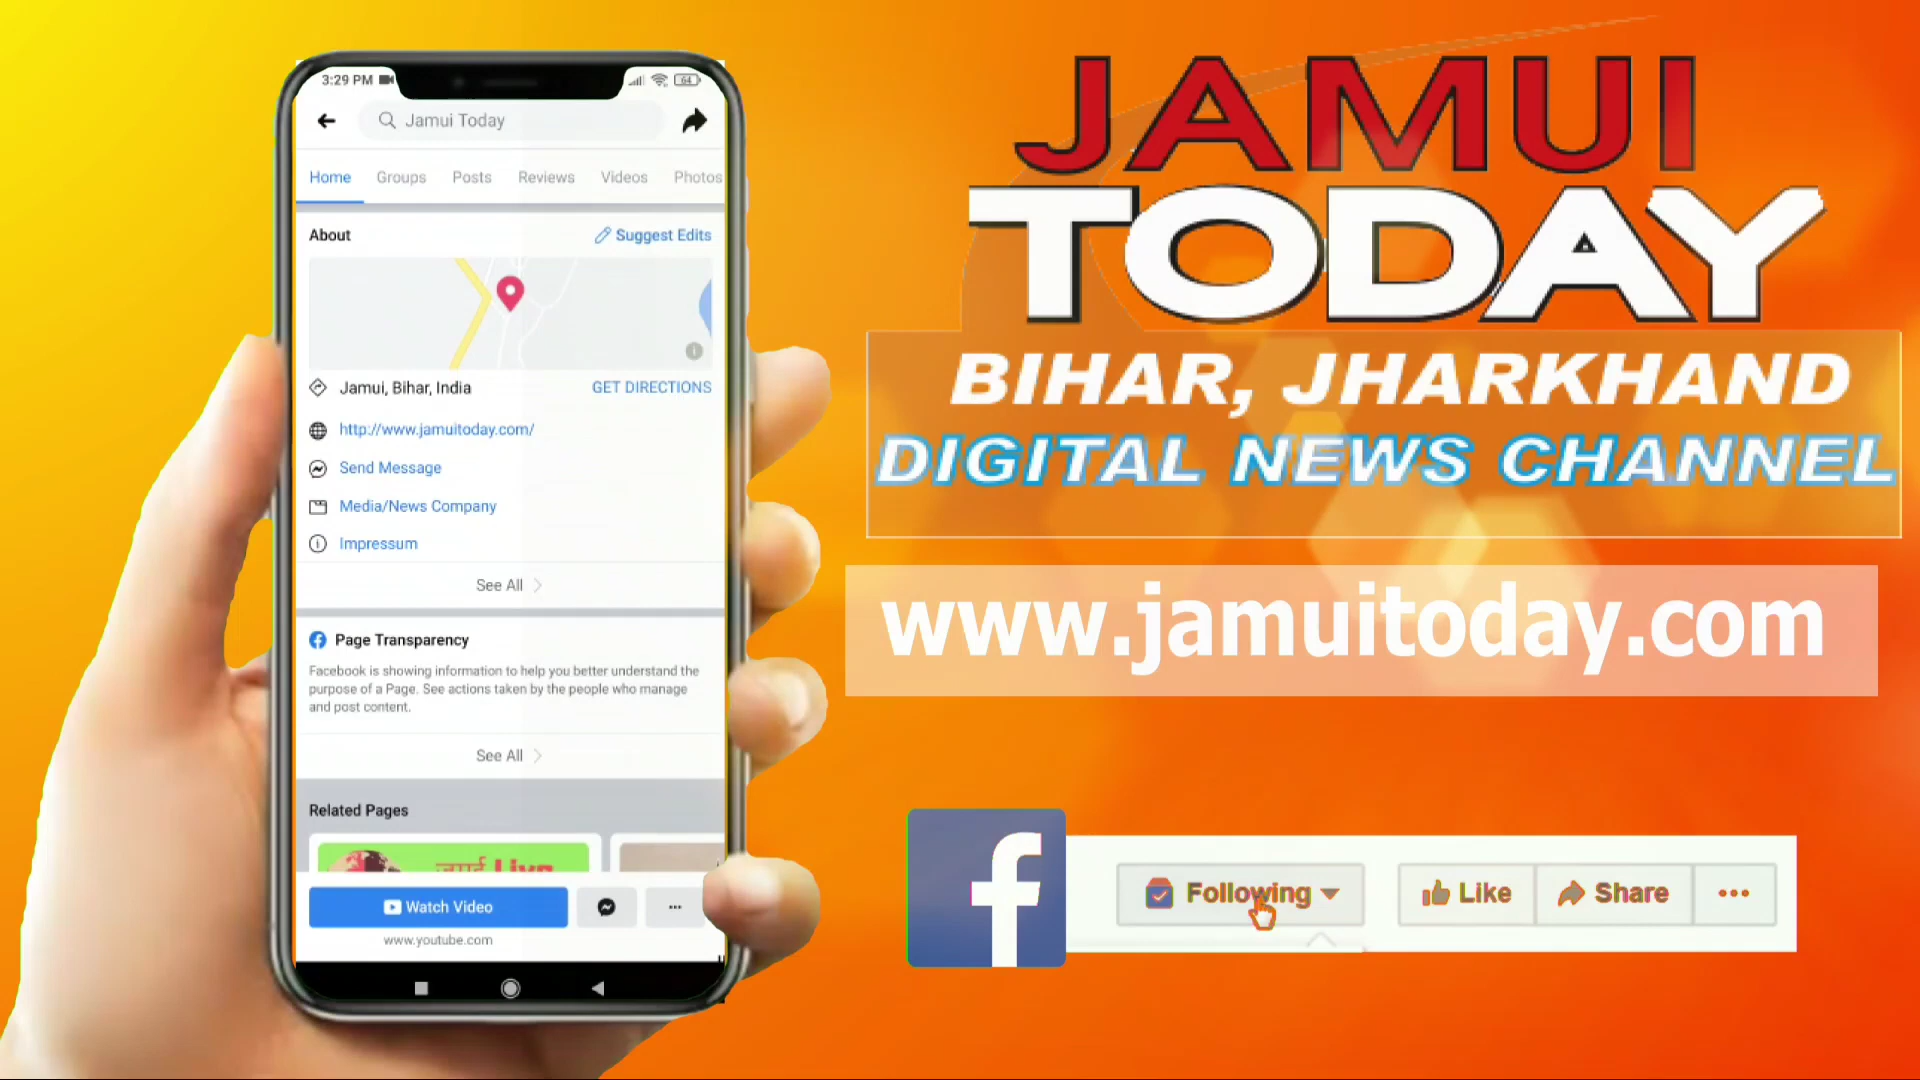 3:29 PM
64
Jamui Today
Home Groups Posts Reviews Videos Photos
About
Suggest Edits
Jamui, Bihar, India
GET DIRECTIONS
http://www.jamuitoday.com/
Send Message
Media/News Company
Impressum
See All
Page Transparency
Facebook is showing information to help you better understand the
purpose of a Page. See actions taken by the people who manage
and post content.
See All
Related Pages
Live
Watch Video
www.youtube.com
JAMUI
TODAY
BIHAR, JHARKHAND
DIGITAL NEWS CHANNEL
www.jamuitoday.com
f
Following
Like
Share